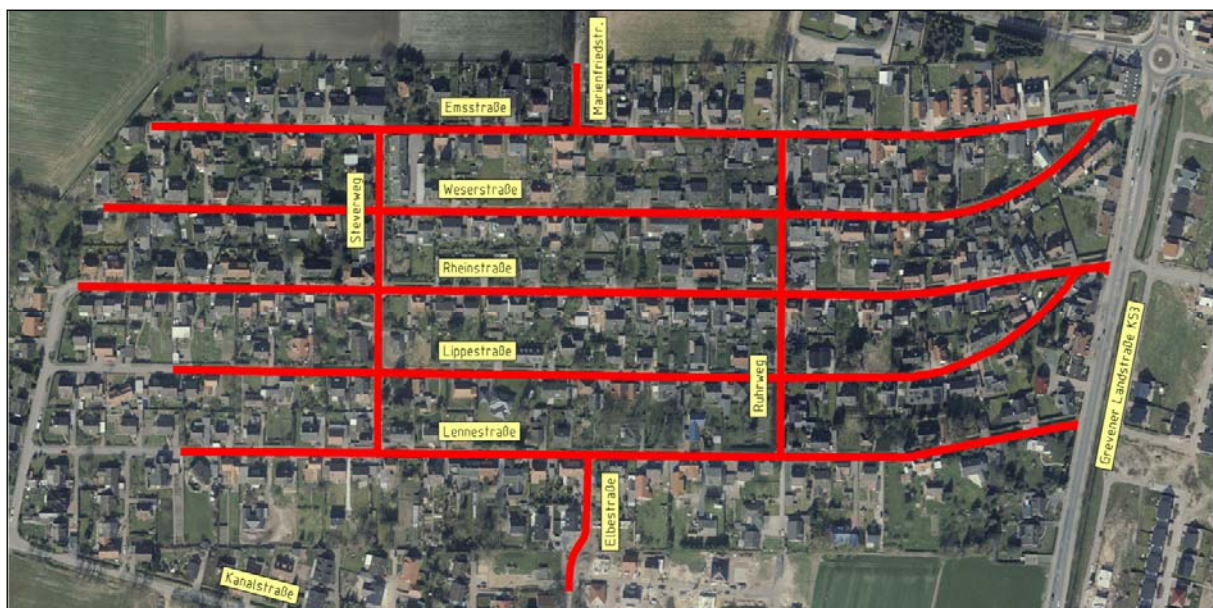 Marienfriedstr.
Emsstraße
Weserstraße
Steverweg
Rheinstraße
Lippestraße
Ruhrweg
Lennestraße
Grevener Landstraße K53
Elbestraße
Kanalstraße